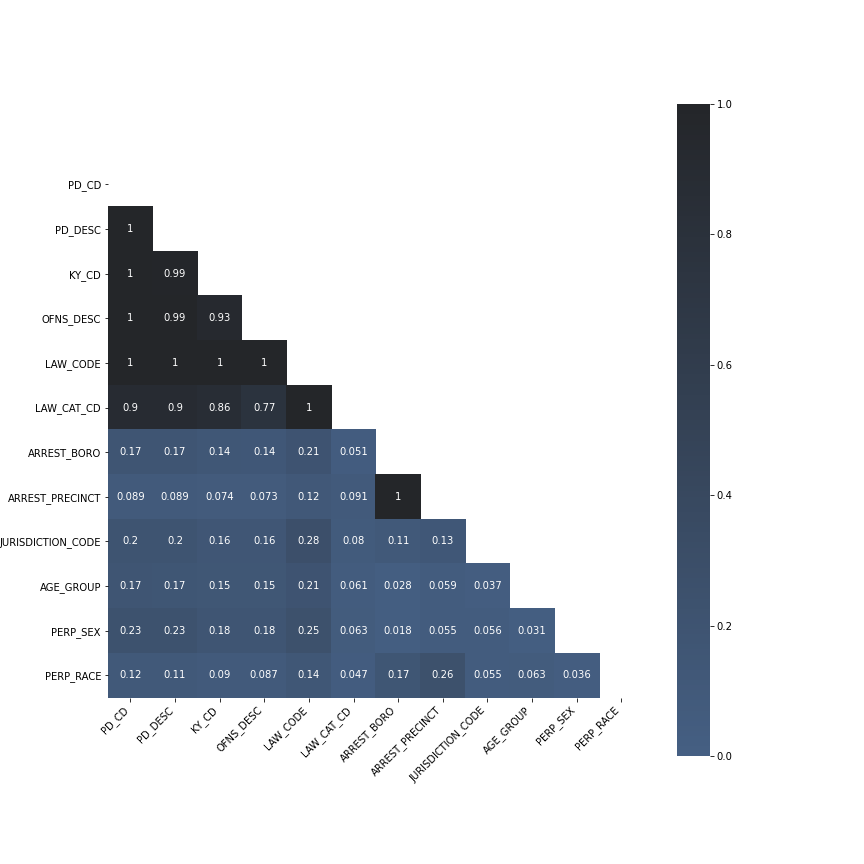 1.0
PD_CD
PD_DESC 1
0.8
KY_CD 1 0.99
OFNS_DESC 1 0.99 0.93
LAW_CODE 1 1 1 1
0.6
LAW_CAT_CD 0.9 0.9 0.86 0.77 1
ARREST_BORO 0.17 0.17 0.14 0.14 0.21 0.051
ARREST_PRECINCT 0.089 0.089 0.074 0.073 0.12 0.091 1
0.4
JURISDICTION_CODE 0.2 0.2 0.16 0.16 0.28 0.08 0.11 0.13
AGE_GROUP 0.17 0.17 0.15 0.15 0.21 0.061 0.028 0.059 0.037
0.2
PERP_SEX 0.23 0.23 0.18 0.18 0.25 0.063 0.018 0.055 0.056 0.031
PERP_RACE 0.12 0.11 0.09 0.087 0.14 0.047 0.17 0.26 0.055 0.063 0.036
PD_CD PD_DESC KY_CD OFNS_DESC LAW_CODE LAW_CAT_CD ARREST_BORO ARREST_PRECINCT JURISDICTION_CODE AGE_GROUP PERP_SEX PERP_RACE
0.0